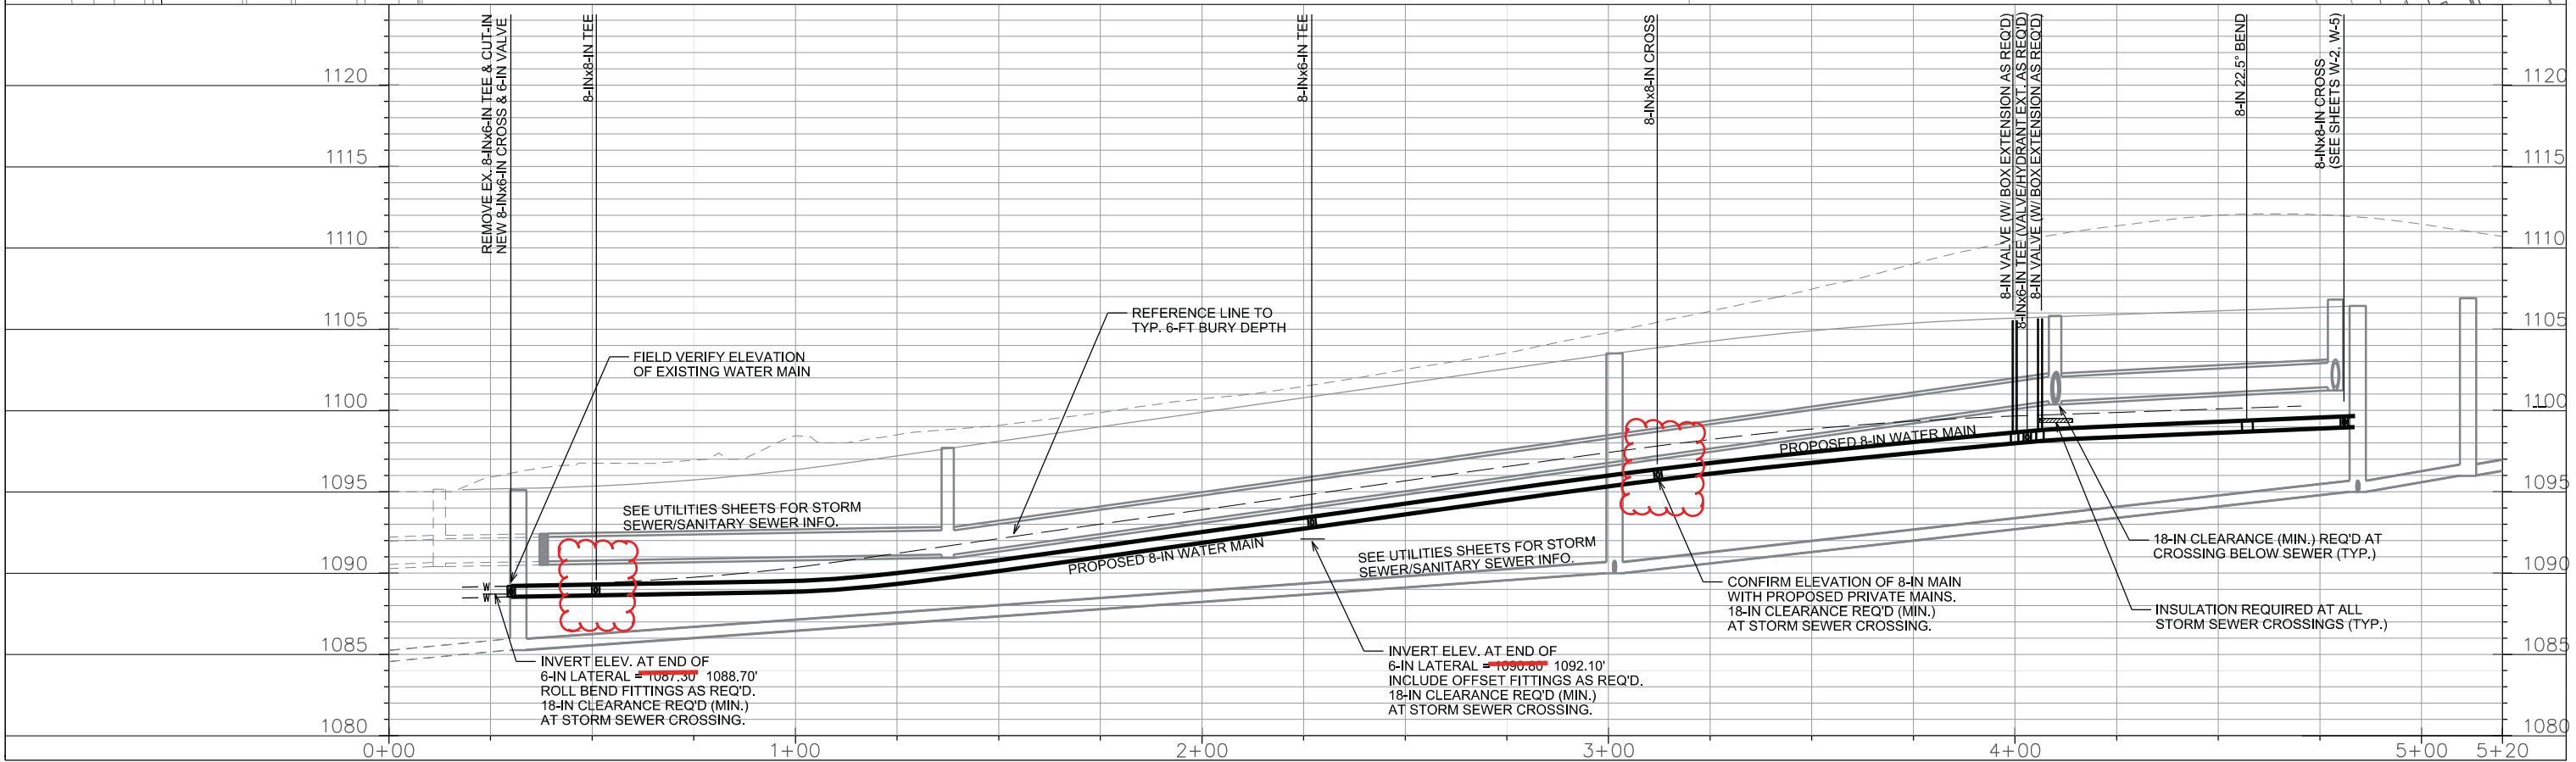 REMOVE EX. 8-INx6-IN TEE & CUT-IN
NEW 8-INx6-IN CROSS & 6-IN VALVE
8-INx8-IN TEE
8-INx6-IN TEE
8-INx8-IN CROSS
8-IN VALVE (W/ BOX EXTENSION AS REQ'D)
8-INx6-IN TEE (VALVE/HYDRANT EXT. AS REQ'D)
8-IN VALVE (W/ BOX EXTENSION AS REQ'D)
8-IN 22.5° BEND
8-INx8-IN CROSS
(SEE SHEETS W-2, W-5)
1120
1120
1115
1115
1110
1110
1105
1105
REFERENCE LINE TO
TYP. 6-FT BURY DEPTH
FIELD VERIFY ELEVATION
OF EXISTING WATER MAIN
1100
1100
PROPOSED 8-IN WATER MAIN
1095
1095
SEE UTILITIES SHEETS FOR STORM
SEWER/SANITARY SEWER INFO.
18-IN CLEARANCE (MIN.) REQ'D AT
CROSSING BELOW SEWER (TYP.)
PROPOSED 8-IN WATER MAIN
SEE UTILITIES SHEETS FOR STORM
SEWER/SANITARY SEWER INFO.
1090
1090
W
W
CONFIRM ELEVATION OF 8-IN MAIN
WITH PROPOSED PRIVATE MAINS.
18-IN CLEARANCE REQ'D (MIN.)
AT STORM SEWER CROSSING.
INSULATION REQUIRED AT ALL
STORM SEWER CROSSINGS (TYP.)
1085
1085
INVERT ELEV. AT END OF
6-IN LATERAL = 1087.30' 1088.70'
ROLL BEND FITTINGS AS REQ'D.
18-IN CLEARANCE REQ'D (MIN.)
AT STORM SEWER CROSSING.
INVERT ELEV. AT END OF
6-IN LATERAL = 1090.80' 1092.10'
INCLUDE OFFSET FITTINGS AS REQ'D.
18-IN CLEARANCE REQ'D (MIN.)
AT STORM SEWER CROSSING.
1080
1080
0+00 1+00 2+00 3+00 4+00 5+00 5+20